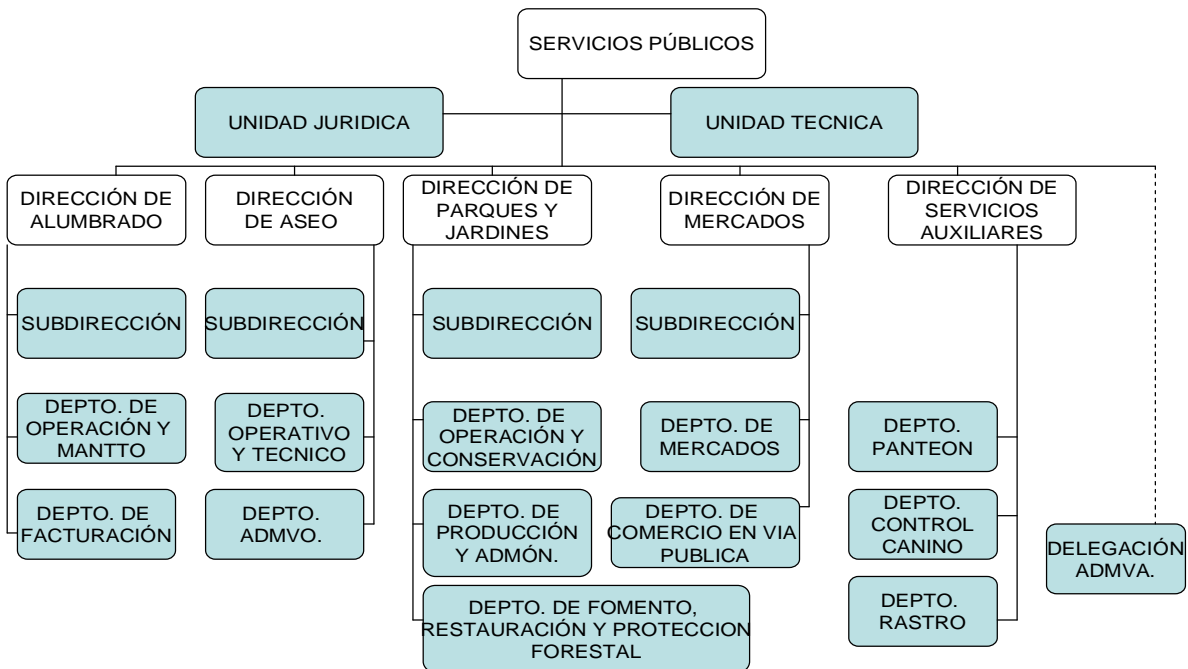 SERVICIOS PÚBLICOS
UNIDAD JURIDICA
UNIDAD TECNICA
DIRECCIÓN DE
ALUMBRADO
DIRECCIÓN
DE ASEO
DIRECCIÓN DE
PARQUES Y
JARDINES
DIRECCIÓN DE
MERCADOS
DIRECCIÓN DE
SERVICIOS
AUXILIARES
SUBDIRECCIÓN
SUBDIRECCIÓN
SUBDIRECCIÓN
SUBDIRECCIÓN
DEPTO. DE
OPERACIÓN Y
MANTTO
DEPTO.
OPERATIVO
Y TECNICO
DEPTO. DE
OPERACIÓN Y
CONSERVACIÓN
DEPTO. DE
MERCADOS
DEPTO.
PANTEON
DEPTO. DE
FACTURACIÓN
DEPTO.
ADMVO.
DEPTO. DE
PRODUCCIÓN
Y ADMÓN.
DEPTO. DE
COMERCIO EN VIA
PUBLICA
DEPTO.
CONTROL
CANINO
DELEGACIÓN
ADMVA.
DEPTO. DE FOMENTO,
RESTAURACIÓN Y PROTECCION
FORESTAL
DEPTO.
RASTRO